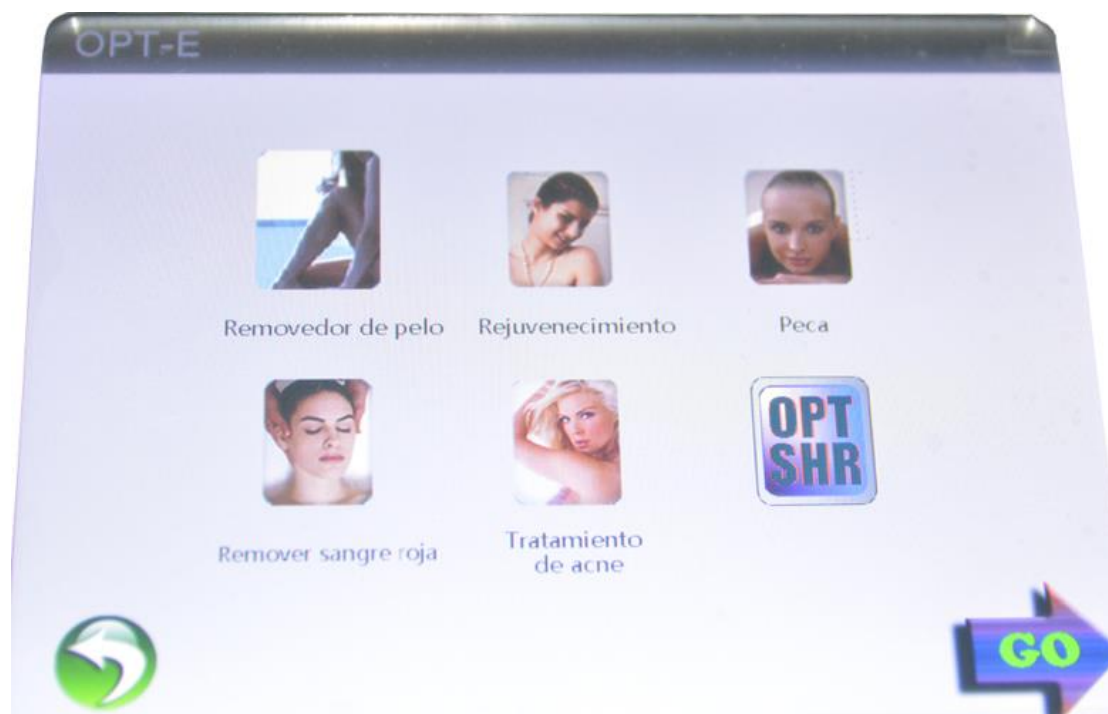 OPT-E
Removedor de pelo
Rejuvenecimiento
Peca
OPT
SHR
Remover sangre roja
Tratamiento
de acne
GO